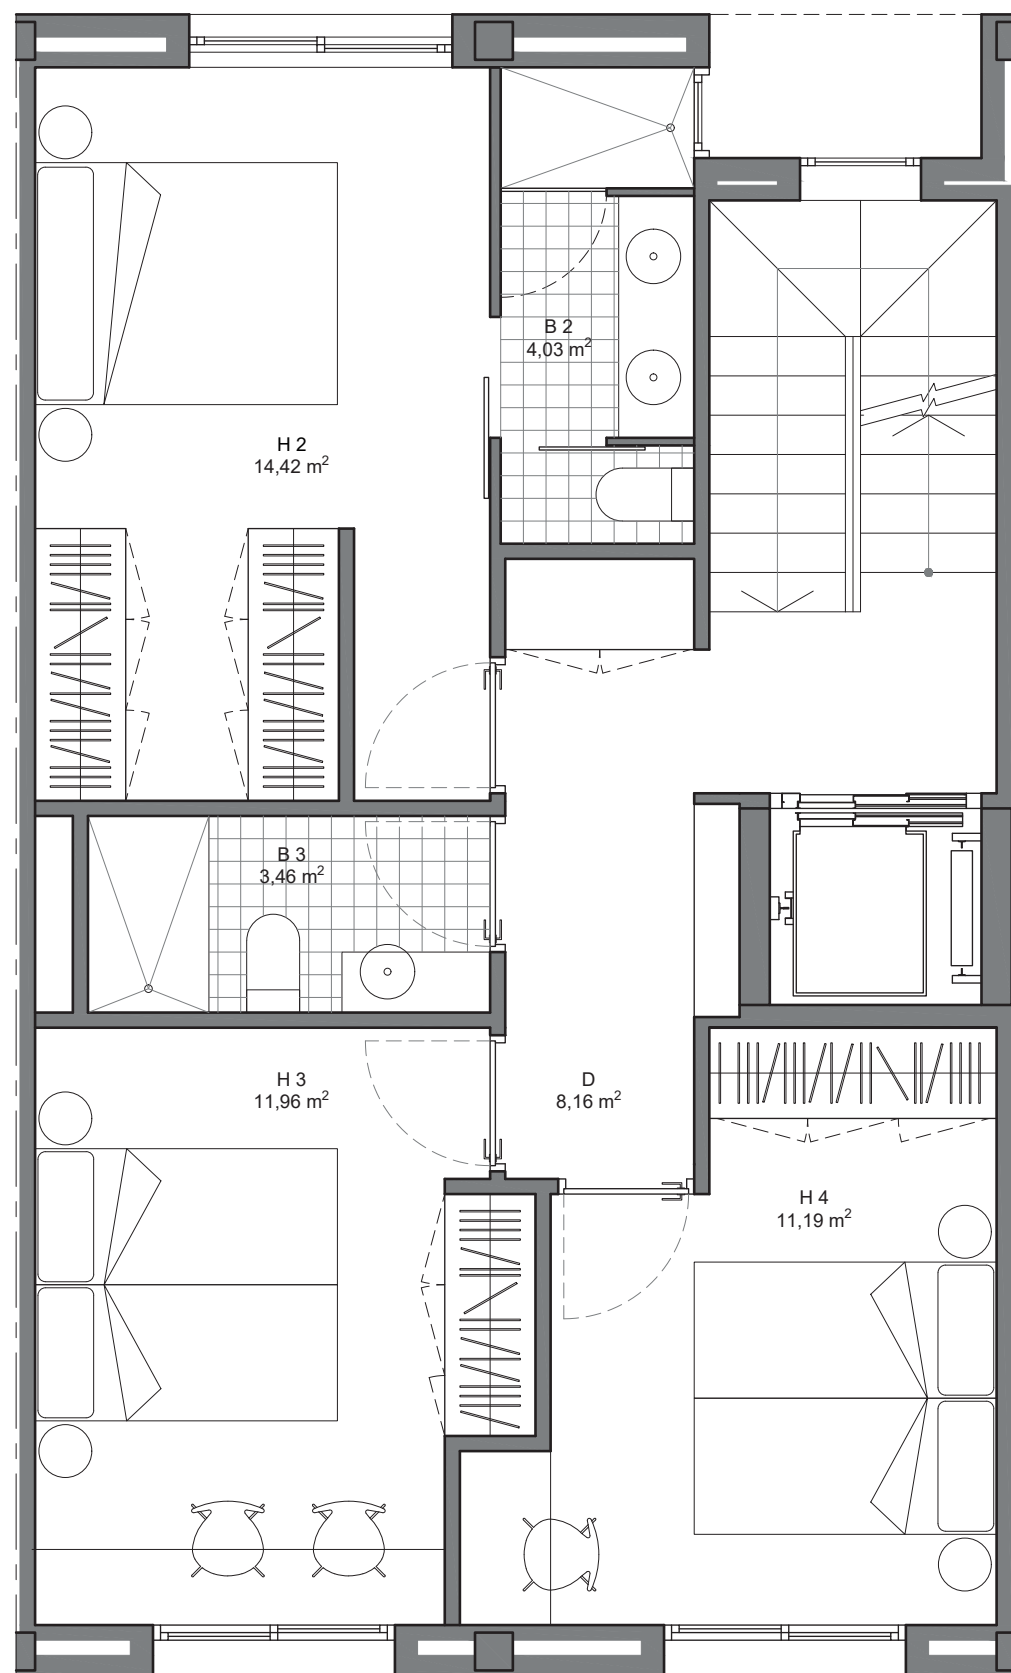 B 2
4,03 m²
H 2
14,42 m²
B 3
3,46 m²
H 3
11,96 m²
D
8,16 m²
H 4
11,19 m²